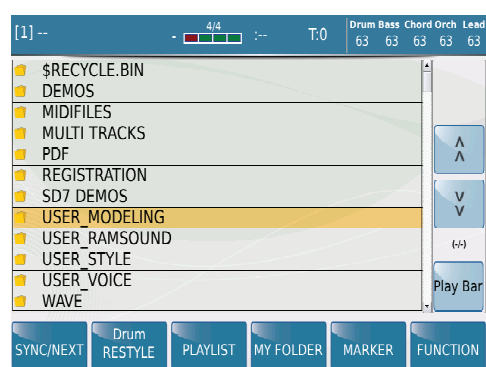 [1] -- - 4/4 :-- T:0 Drum Bass Chord Orch Lead
63 63 63 63 63
$RECYCLE.BIN
DEMOS
MIDIFILES
MULTI TRACKS
PDF
REGISTRATION
SD7 DEMOS
USER_MODELING
USER_RAMSOUND
USER_STYLE
USER_VOICE
WAVE
(-/-)
Play Bar
SYNC/NEXT
Drum
RESTYLE
PLAYLIST
MY FOLDER
MARKER
FUNCTION